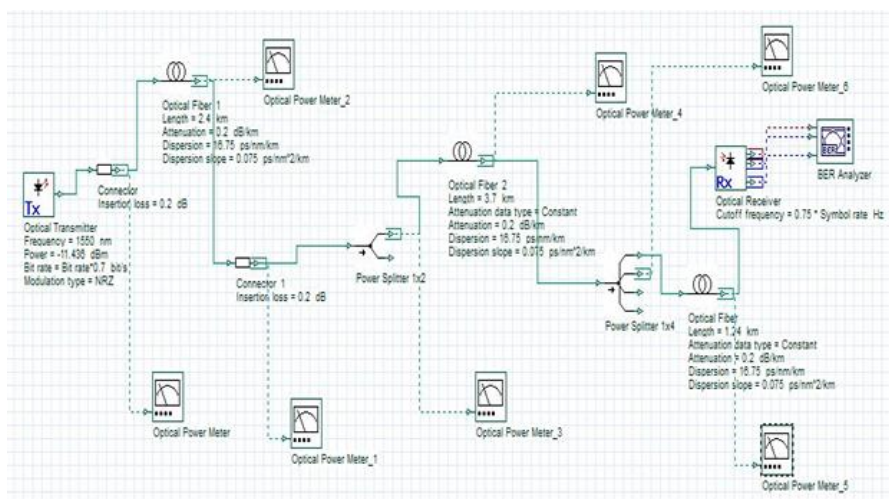 Optical Power Meter_2
Optical Fiber 1
Length = 2.4 km
Attenuation = 0.2 dB/km
Dispersion = 16.75 ps/nm/km
Dispersion slope = 0.075 ps/nm^2/km
Connector
Insertion loss = 0.2 dB
Tx
Optical Transmitter
Frequency = 1550 nm
Power = -11.436 dBm
Bit rate = Bit rate*0.7 bit/s
Modulation type = NRZ
Connector 1
Insertion loss = 0.2 dB
Power Splitter 1x2
Optical Power Meter_4
Optical Fiber 2
Length = 3.7 km
Attenuation data type = Constant
Attenuation = 0.2 dB/km
Dispersion = 16.75 ps/nm/km
Dispersion slope = 0.075 ps/nm^2/km
Optical Power Meter_6
Rx
Optical Receiver
Cutoff frequency = 0.75 * Symbol rate Hz
BER
BER Analyzer
Power Splitter 1x4
Optical Fiber
Length = 1.24 km
Attenuation data type = Constant
Attenuation = 0.2 dB/km
Dispersion = 16.75 ps/nm/km
Dispersion slope = 0.075 ps/nm^2/km
Optical Power Meter
Optical Power Meter_1
Optical Power Meter_3
Optical Power Meter_5